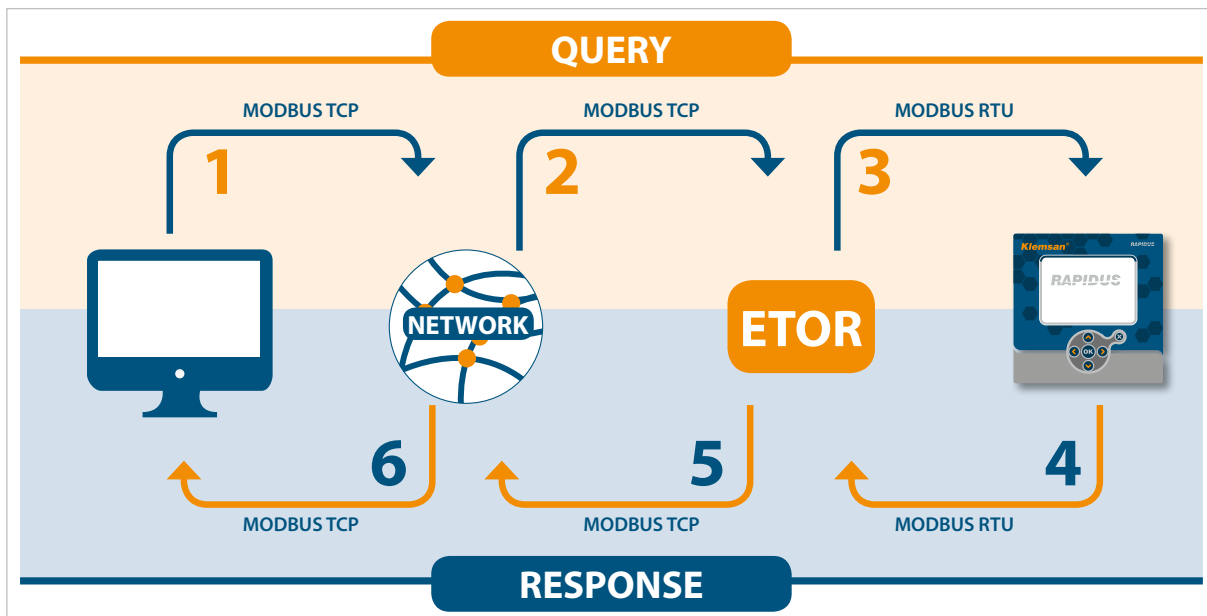 QUERY
MODBUS TCP
MODBUS TCP
MODBUS RTU
1
2
3
Klemsan®
RAPIDUS
RAPIDUS
NETWORK
ETOR
OK
6
5
4
MODBUS TCP
MODBUS TCP
MODBUS RTU
RESPONSE